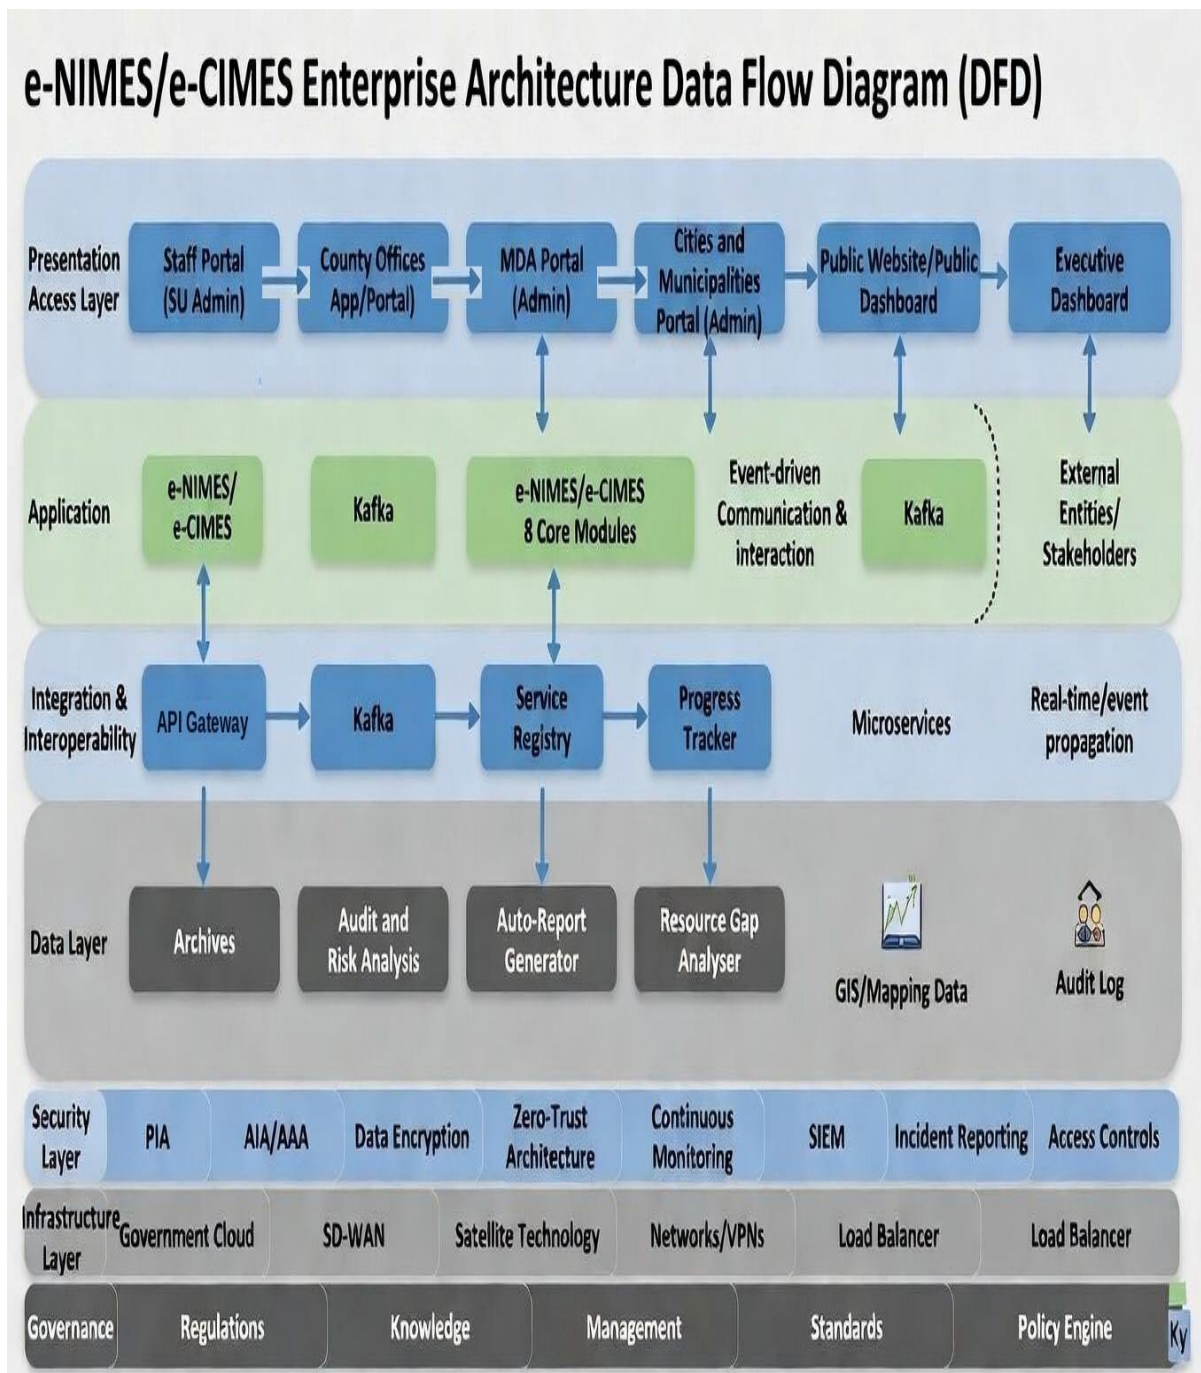 e-NIMES/e-CIMES Enterprise Architecture Data Flow Diagram (DFD)
Presentation
Access Layer
Staff Portal
(SU Admin)
County Offices
App/Portal)
MDA Portal
(Admin)
Cities and
Municipalities
Portal (Admin)
Public Website/Public
Dashboard
Executive
Dashboard
Application
e-NIMES/
e-CIMES
Kafka
e-NIMES/e-CIMES
8 Core Modules
Event-driven
Communication &
interaction
Kafka
External
Entities/
Stakeholders
Integration &
Interoperability
API Gateway
Kafka
Service
Registry
Progress
Tracker
Microservices
Real-time/event
propagation
Data Layer
Archives
Audit and
Risk Analysis
Auto-Report
Generator
Resource Gap
Analyser
GIS/Mapping Data
Audit Log
Security
Layer
PIA
AIA/AAA
Data Encryption
Zero-Trust
Architecture
Continuous
Monitoring
SIEM
Incident Reporting
Access Controls
Infrastructure
Layer
Government Cloud
SD-WAN
Satellite Technology
Networks/VPNs
Load Balancer
Load Balancer
Governance
Regulations
Knowledge
Management
Standards
Policy Engine
Ky